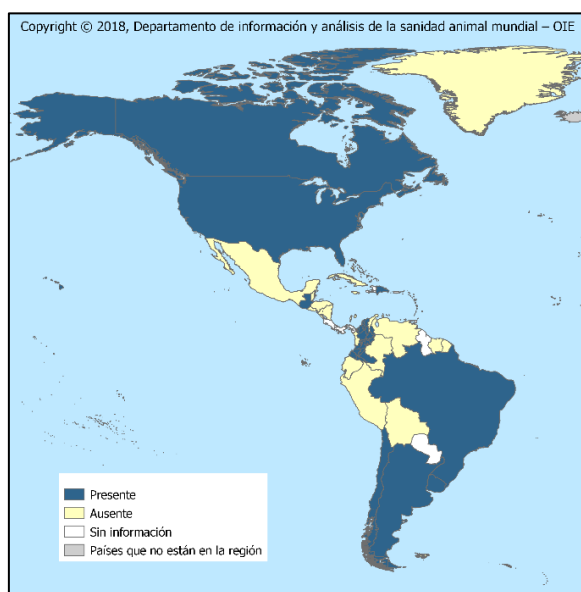 Copyright © 2018, Departamento de información y análisis de la sanidad animal mundial – OIE
Presente
Ausente
Sin información
Países que no están en la región